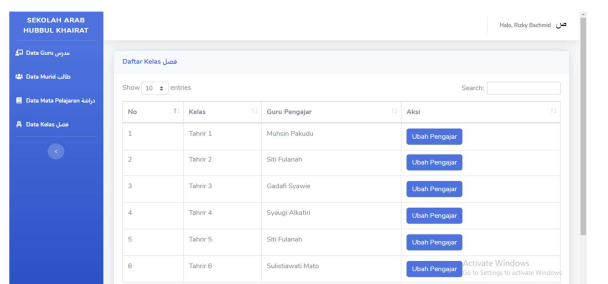 SEKOLAH ARAB
HUBBUL KHAIRAT
Halo, Rizky Bachmid ص
Data Guru مدرس
Data Murid طالب
Data Mata Pelajaran دراسة
Data Kelas فصل
Daftar Kelas فصل
Show 10 entries
Search:
No Kelas Guru Pengajar Aksi
1 Tahrir 1 Muhsin Pakudu Ubah Pengajar
2 Tahrir 2 Siti Fulanah Ubah Pengajar
3 Tahrir 3 Gadafi Syawie Ubah Pengajar
4 Tahrir 4 Syaugi Alkatiri Ubah Pengajar
5 Tahrir 5 Siti Fulanah Ubah Pengajar
6 Tahrir 6 Sulistiawati Mato Ubah Pengajar
Activate Windows
Go to Settings to activate Windows.